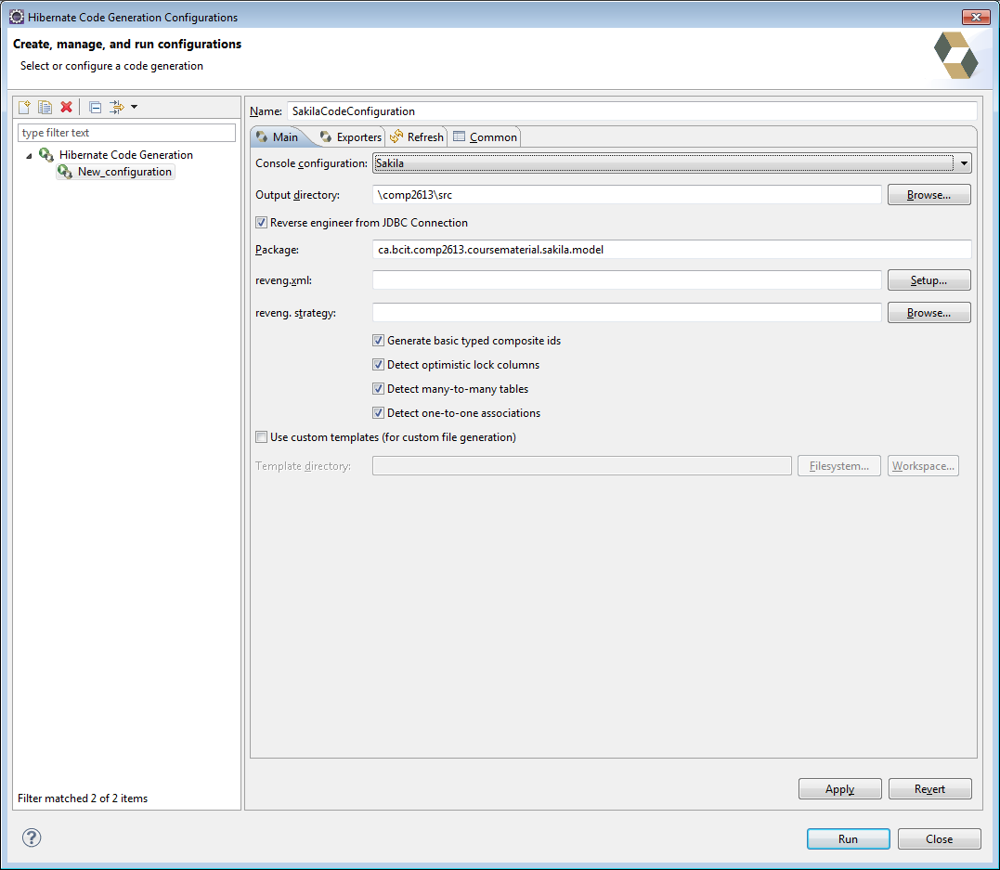 Hibernate Code Generation Configurations
Create, manage, and run configurations
Select or configure a code generation
type filter text
Hibernate Code Generation
New_configuration
Filter matched 2 of 2 items
Name: SakilaCodeConfiguration
Main Exporters Refresh Common
Console configuration: Sakila
Output directory: \comp2613\src Browse...
Reverse engineer from JDBC Connection
Package: ca.bcit.comp2613.coursematerial.sakila.model
reveng.xml: Setup...
reveng. strategy: Browse...
Generate basic typed composite ids
Detect optimistic lock columns
Detect many-to-many tables
Detect one-to-one associations
Use custom templates (for custom file generation)
Template directory: Filesystem... Workspace...
Apply Revert
? Run Close